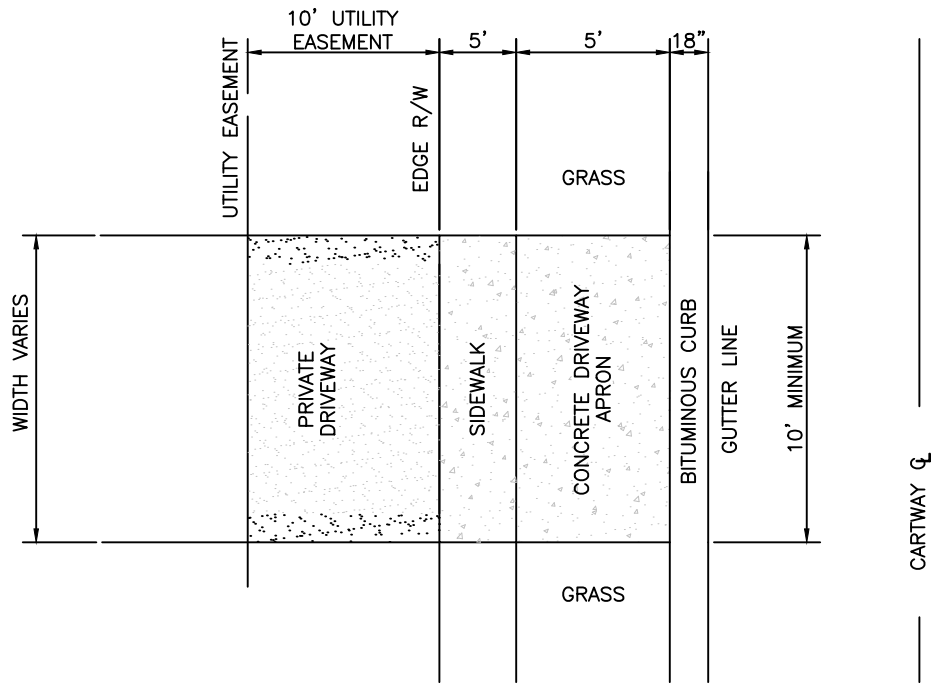 10' UTILITY
EASEMENT
5'
5'
18"
UTILITY EASEMENT
EDGE R/W
GRASS
WIDTH VARIES
PRIVATE
DRIVEWAY
SIDEWALK
CONCRETE DRIVEWAY
APRON
BITUMINOUS CURB
GUTTER LINE
10' MINIMUM
CARTWAY ℄
GRASS